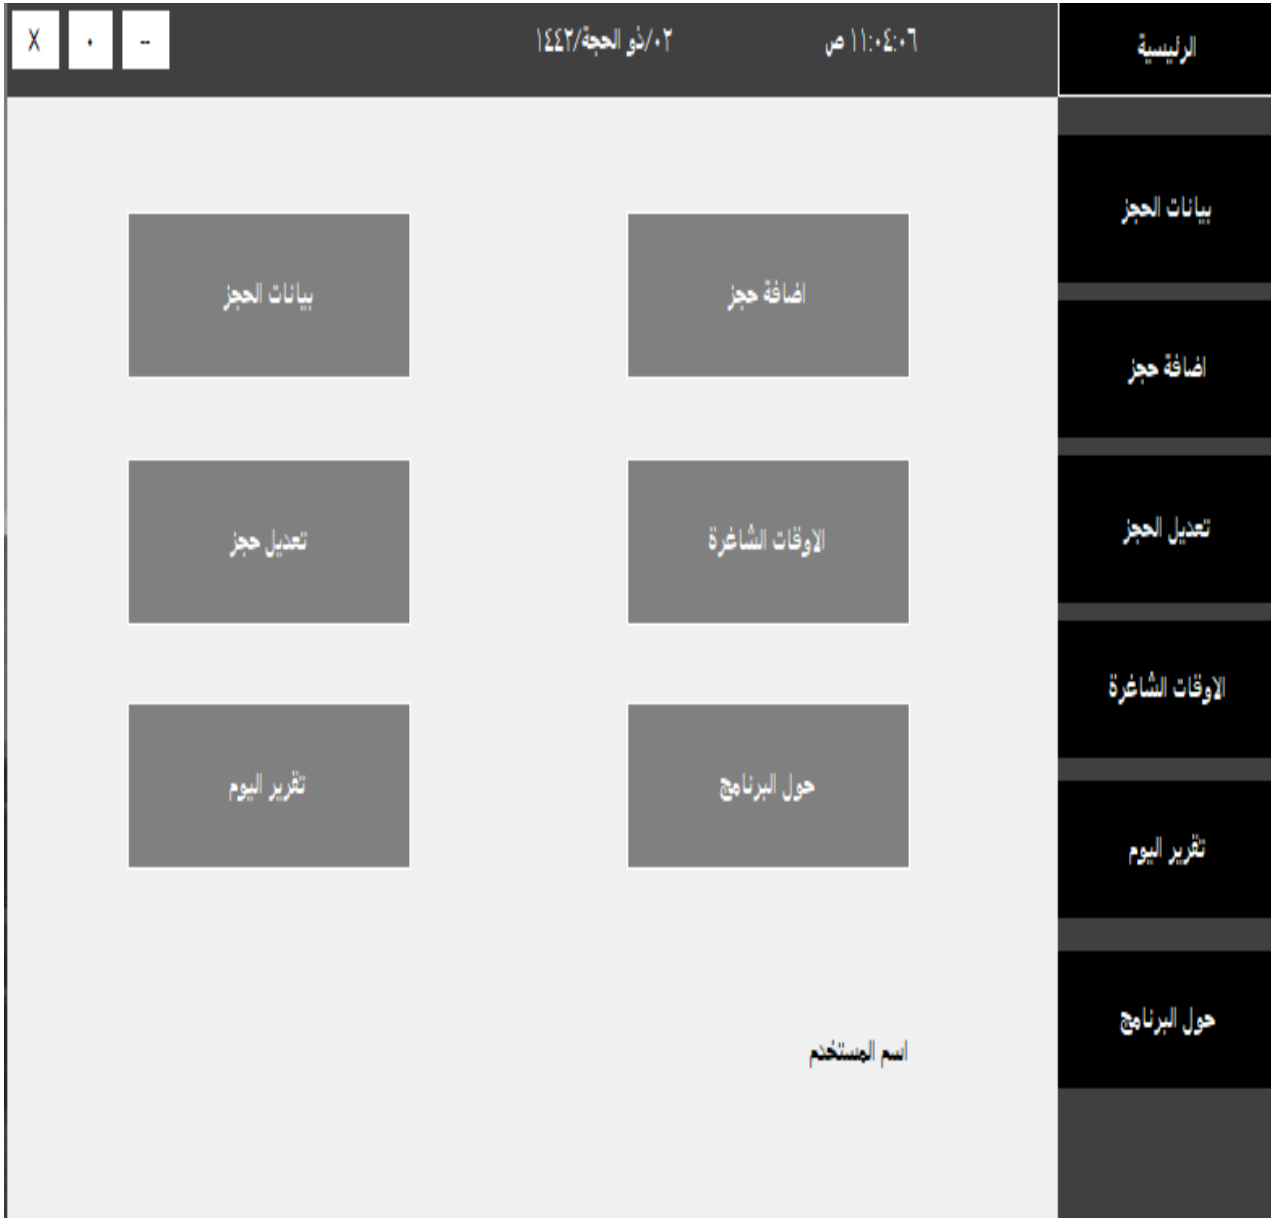 الرئيسية
١١:٠٤:٠٦ ص
٠٢/ذو الحجة/١٤٤٢
--
٠
X
بيانات الحجز
اضافة حجز
تعديل الحجز
الاوقات الشاغرة
تقرير اليوم
حول البرنامج
اضافة حجز
بيانات الحجز
الاوقات الشاغرة
تعديل حجز
حول البرنامج
تقرير اليوم
اسم المستخدم